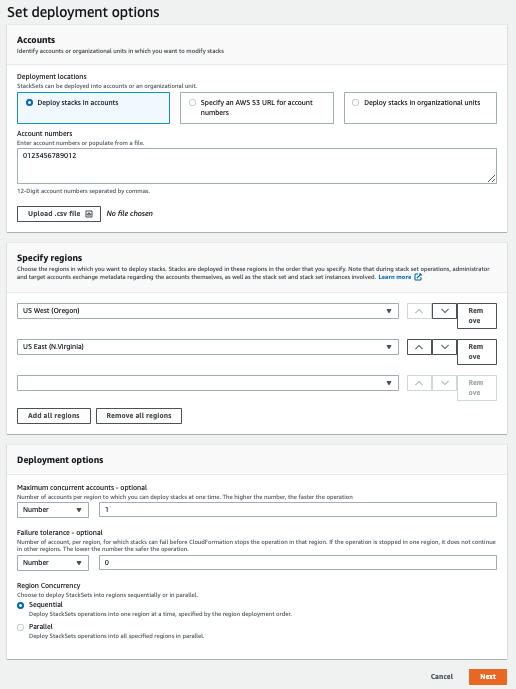 Set deployment options
Accounts
Identify accounts or organizational units in which you want to modify stacks
Deployment locations
StackSets can be deployed into accounts or an organizational unit.
Deploy stacks in accounts
Specify an AWS S3 URL for account
numbers
Deploy stacks in organizational units
Account numbers
Enter account numbers or populate from a file.
0123456789012
12-Digit account numbers separated by commas.
Upload .csv file
No file chosen
Specify regions
Choose the regions in which you want to deploy stacks. Stacks are deployed in these regions in the order that you specify. Note that during stack set operations, administrator
and target accounts exchange metadata regarding the accounts themselves, as well as the stack set and stack set instances involved. Learn more
US West (Oregon)
Rem
ove
US East (N.Virginia)
Rem
ove
Rem
ove
Add all regions
Remove all regions
Deployment options
Maximum concurrent accounts - optional
Number of accounts per region to which you can deploy stacks at one time. The higher the number, the faster the operation
Number
1
Failure tolerance - optional
Number of account, per region, for which stacks can fail before CloudFormation stops the operation in that region. If the operation is stopped in one region, it does not continue
in other regions. The lower the number the safer the operation.
Number
0
Region Concurrency
Choose to deploy StackSets into regions sequentially or in parallel.
Sequential
Deploy StackSets operations into one region at a time, specified by the region deployment order.
Parallel
Deploy StackSets operations into all specified regions in parallel.
Cancel
Next